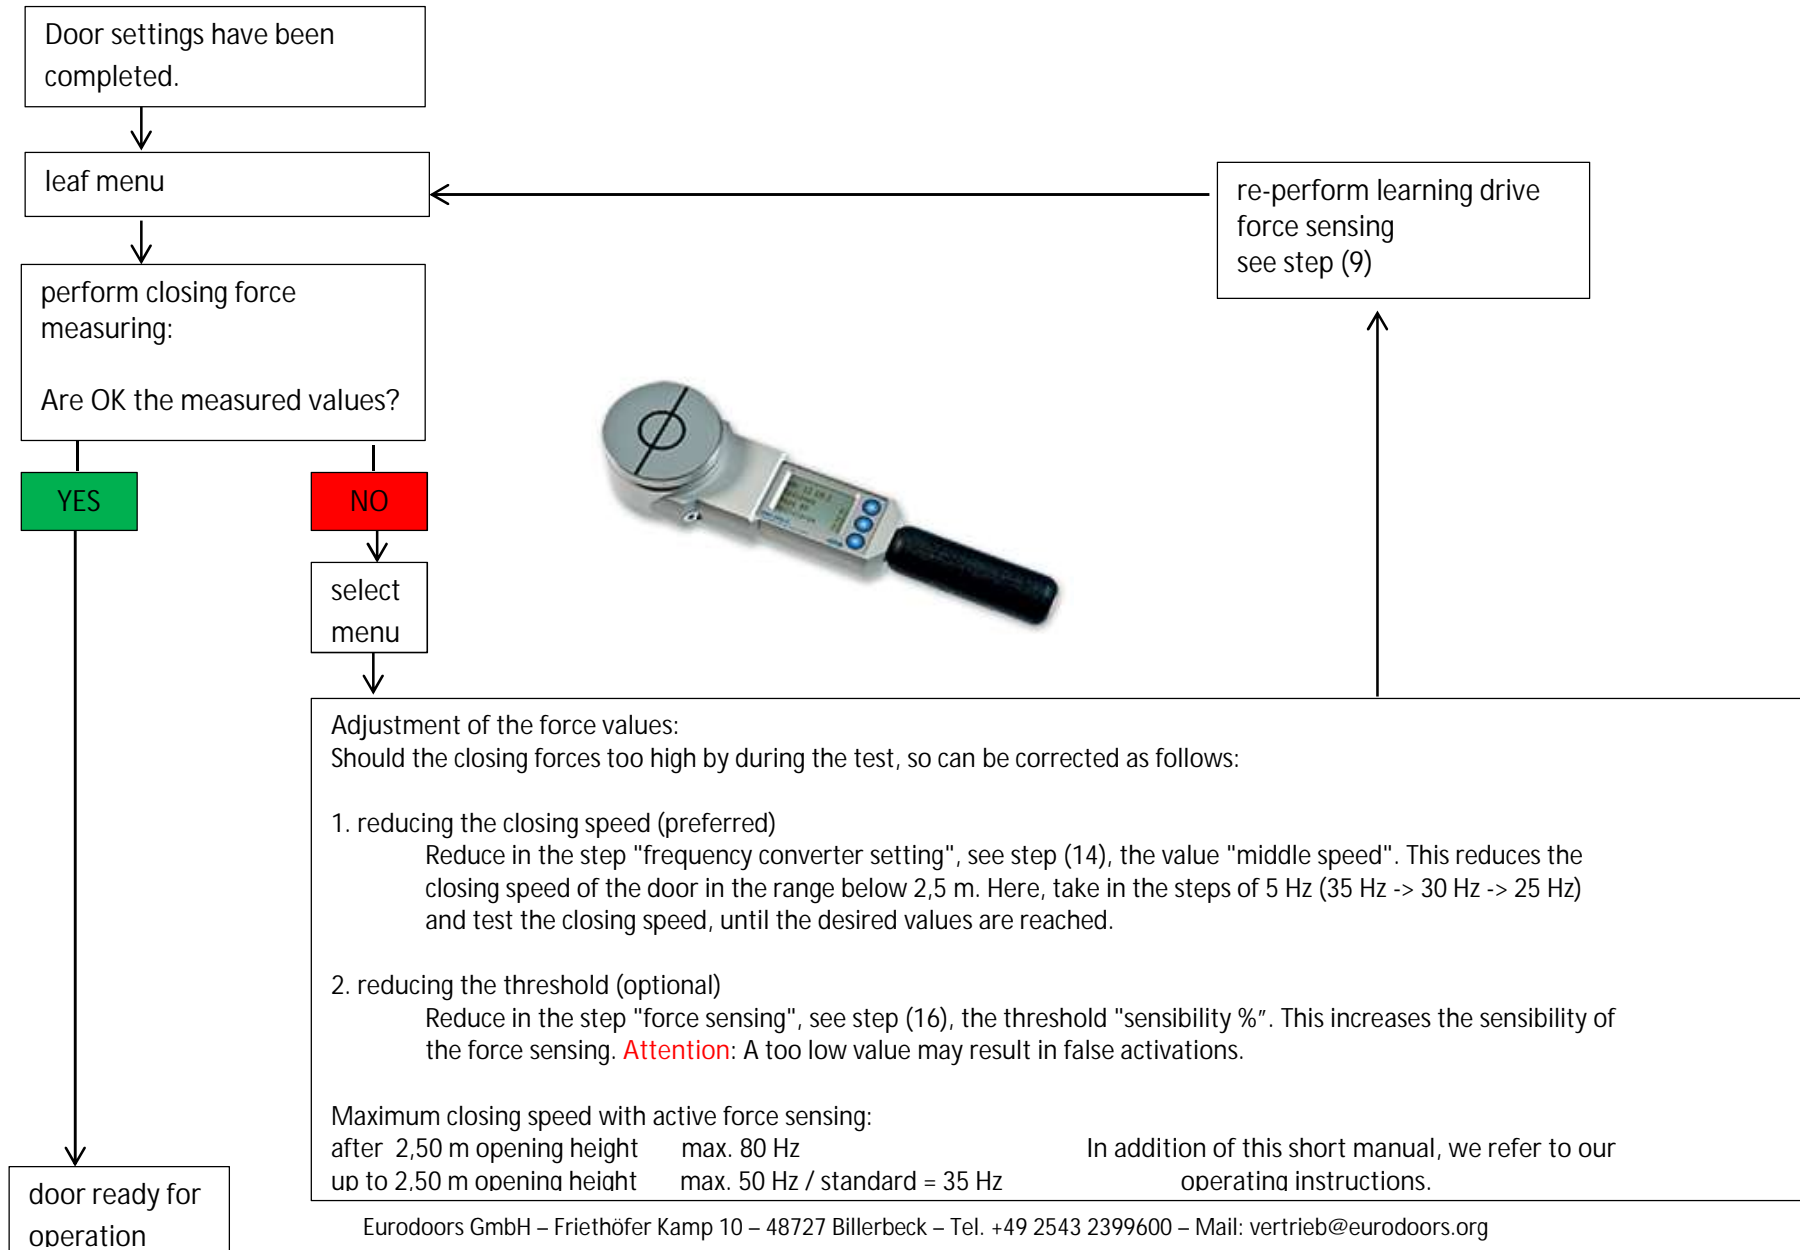 Door settings have been
completed.
leaf menu
re-perform learning drive
force sensing
see step (9)
perform closing force
measuring:
Are OK the measured values?
YES
NO
select
menu
Adjustment of the force values:
Should the closing forces too high by during the test, so can be corrected as follows:
1. reducing the closing speed (preferred)
Reduce in the step "frequency converter setting", see step (14), the value "middle speed". This reduces the
closing speed of the door in the range below 2,5 m. Here, take in the steps of 5 Hz (35 Hz -> 30 Hz -> 25 Hz)
and test the closing speed, until the desired values are reached.
2. reducing the threshold (optional)
Reduce in the step "force sensing", see step (16), the threshold "sensibility %". This increases the sensibility of
the force sensing. Attention: A too low value may result in false activations.
Maximum closing speed with active force sensing:
after 2,50 m opening height max. 80 Hz In addition of this short manual, we refer to our
up to 2,50 m opening height max. 50 Hz / standard = 35 Hz operating instructions.
door ready for
operation
Eurodoors GmbH – Friethöfer Kamp 10 – 48727 Billerbeck – Tel. +49 2543 2399600 – Mail: vertrieb@eurodoors.org